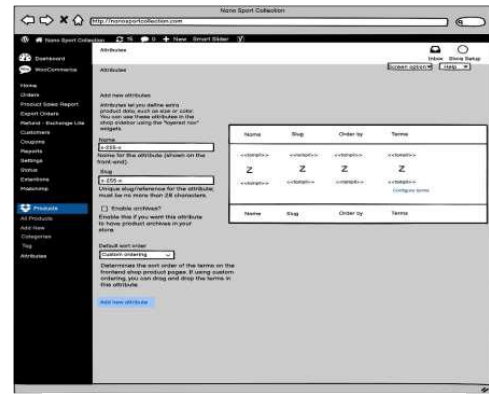 Nano Sport Collection
http://nanosportcollection.com
Nano Sport Collection
15
0
+ New
Smart Slider
Dashboard
WooCommerce
Home
Orders
Product Sales Report
Export Orders
Refund - Exchange Lite
Customers
Coupons
Reports
Settings
Status
Extentions
Mailchimp
Products
All Products
Add New
Categories
Tag
Attributes
Attributes
Inbox
Store Setup
Screen option
Help
Attributes
Add new attributes
Attributes let you define extra
product data, such as size or color.
You can use these attributes in the
shop sidebar using the "layered nav"
widgets.
Name
Name for the attribute (shown on the
front-end).
Slug
Unique slug/reference for the attribute;
must be no more than 28 characters.
Enable archives?
Enable this if you want this attribute
to have product archives in your
store.
Default sort order
Custom ordering
Determines the sort order of the terms on the
frontend shop product pages. If using custom
ordering, you can drag and drop the terms in
this attribute
Add new attribute
Name Slug Order by Terms
Z Z Z Z
Configure terms
Name Slug Order by Terms